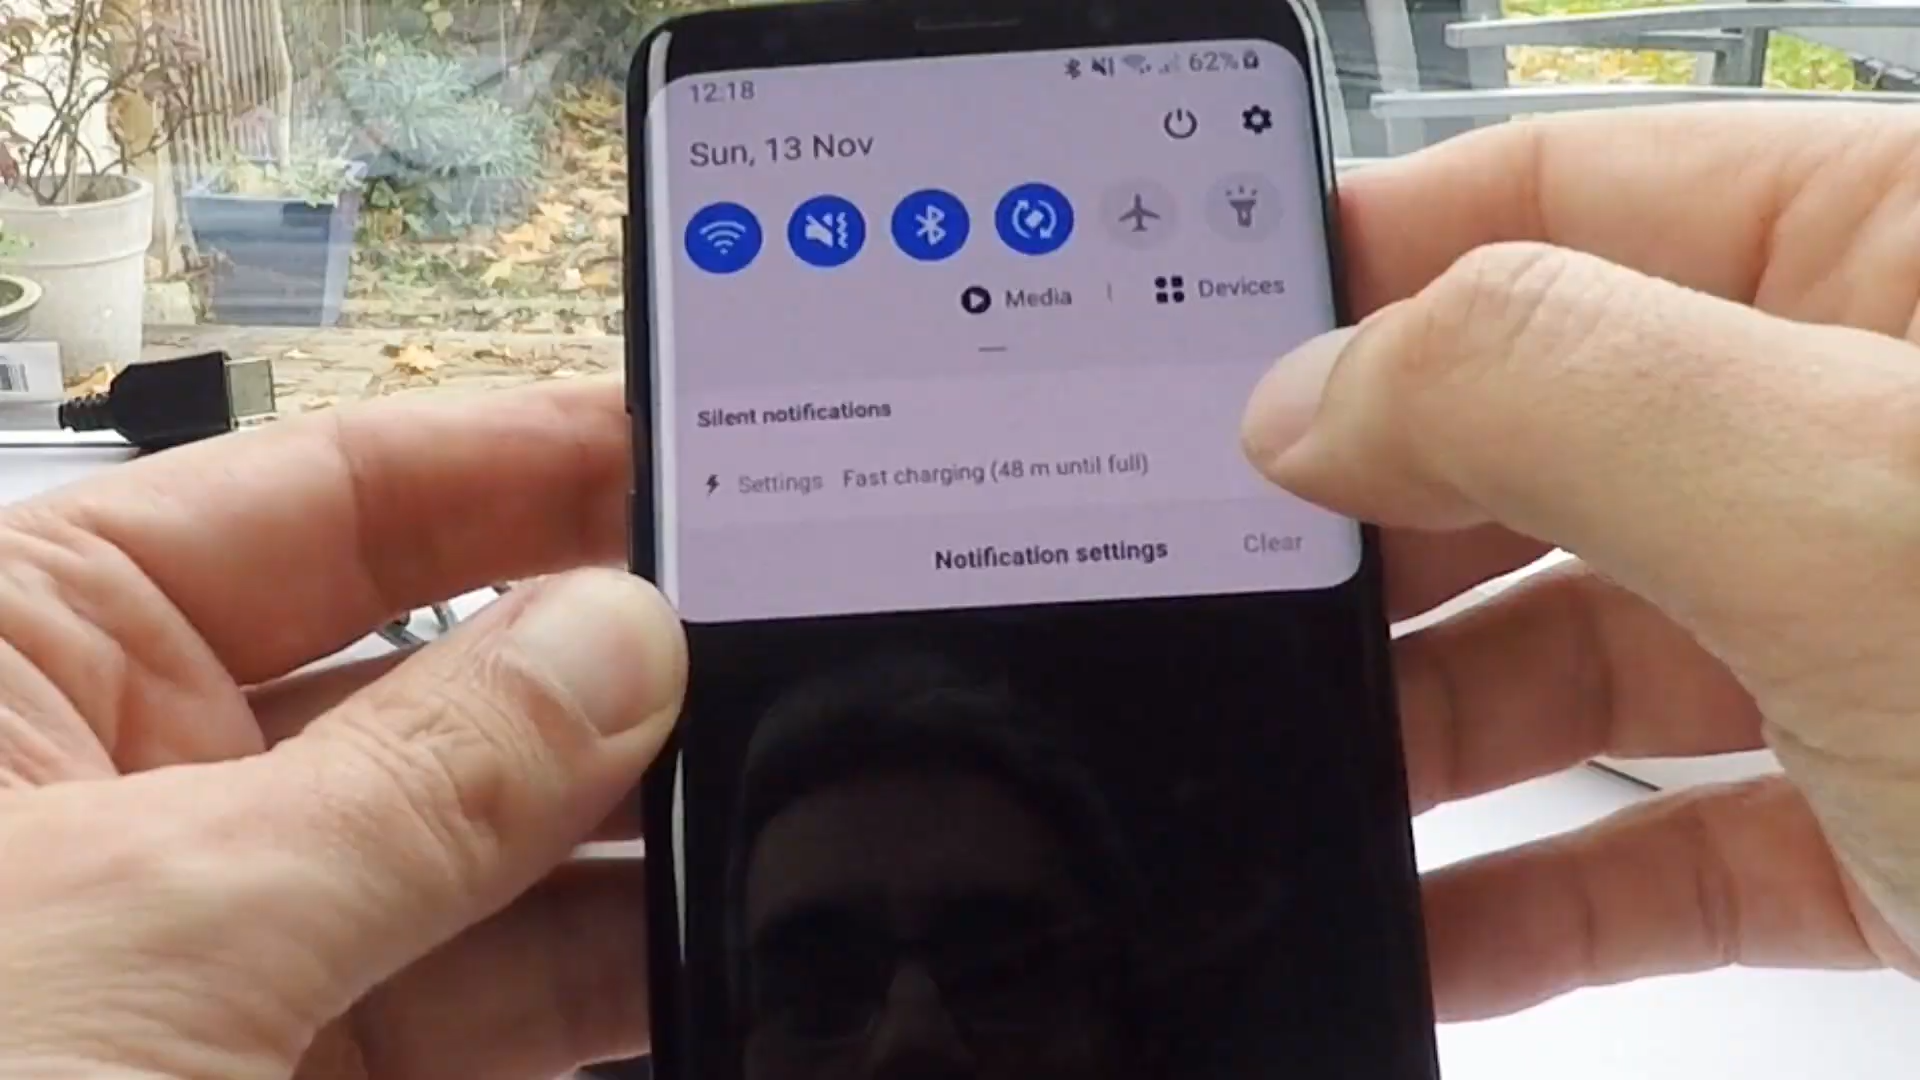 12:18 62%
Sun, 13 Nov
Media | Devices
Silent notifications
Settings Fast charging (48 m until full)
Notification settings Clear